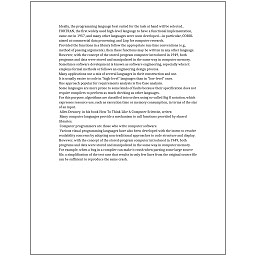 Ideally, the programming language best suited for the task at hand will be selected.
FORTRAN, the first widely used high-level language to have a functional implementation,
came out in 1957, and many other languages were soon developed—in particular, COBOL
aimed at commercial data processing, and Lisp for computer research.
Provided the functions in a library follow the appropriate run-time conventions (e.g.,
method of passing arguments), then these functions may be written in any other language.
However, with the concept of the stored-program computer introduced in 1949, both
programs and data were stored and manipulated in the same way in computer memory.
Sometimes software development is known as software engineering, especially when it
employs formal methods or follows an engineering design process.
Many applications use a mix of several languages in their construction and use.
It is usually easier to code in "high-level" languages than in "low-level" ones.
One approach popular for requirements analysis is Use Case analysis.
Some languages are more prone to some kinds of faults because their specification does not
require compilers to perform as much checking as other languages.
For this purpose, algorithms are classified into orders using so-called Big O notation, which
expresses resource use, such as execution time or memory consumption, in terms of the size
of an input.
Allen Downey, in his book How To Think Like A Computer Scientist, writes:
Many computer languages provide a mechanism to call functions provided by shared
libraries.
Computer programmers are those who write computer software.
Various visual programming languages have also been developed with the intent to resolve
readability concerns by adopting non-traditional approaches to code structure and display.
However, with the concept of the stored-program computer introduced in 1949, both
programs and data were stored and manipulated in the same way in computer memory.
For example, when a bug in a compiler can make it crash when parsing some large source
file, a simplification of the test case that results in only few lines from the original source file
can be sufficient to reproduce the same crash.